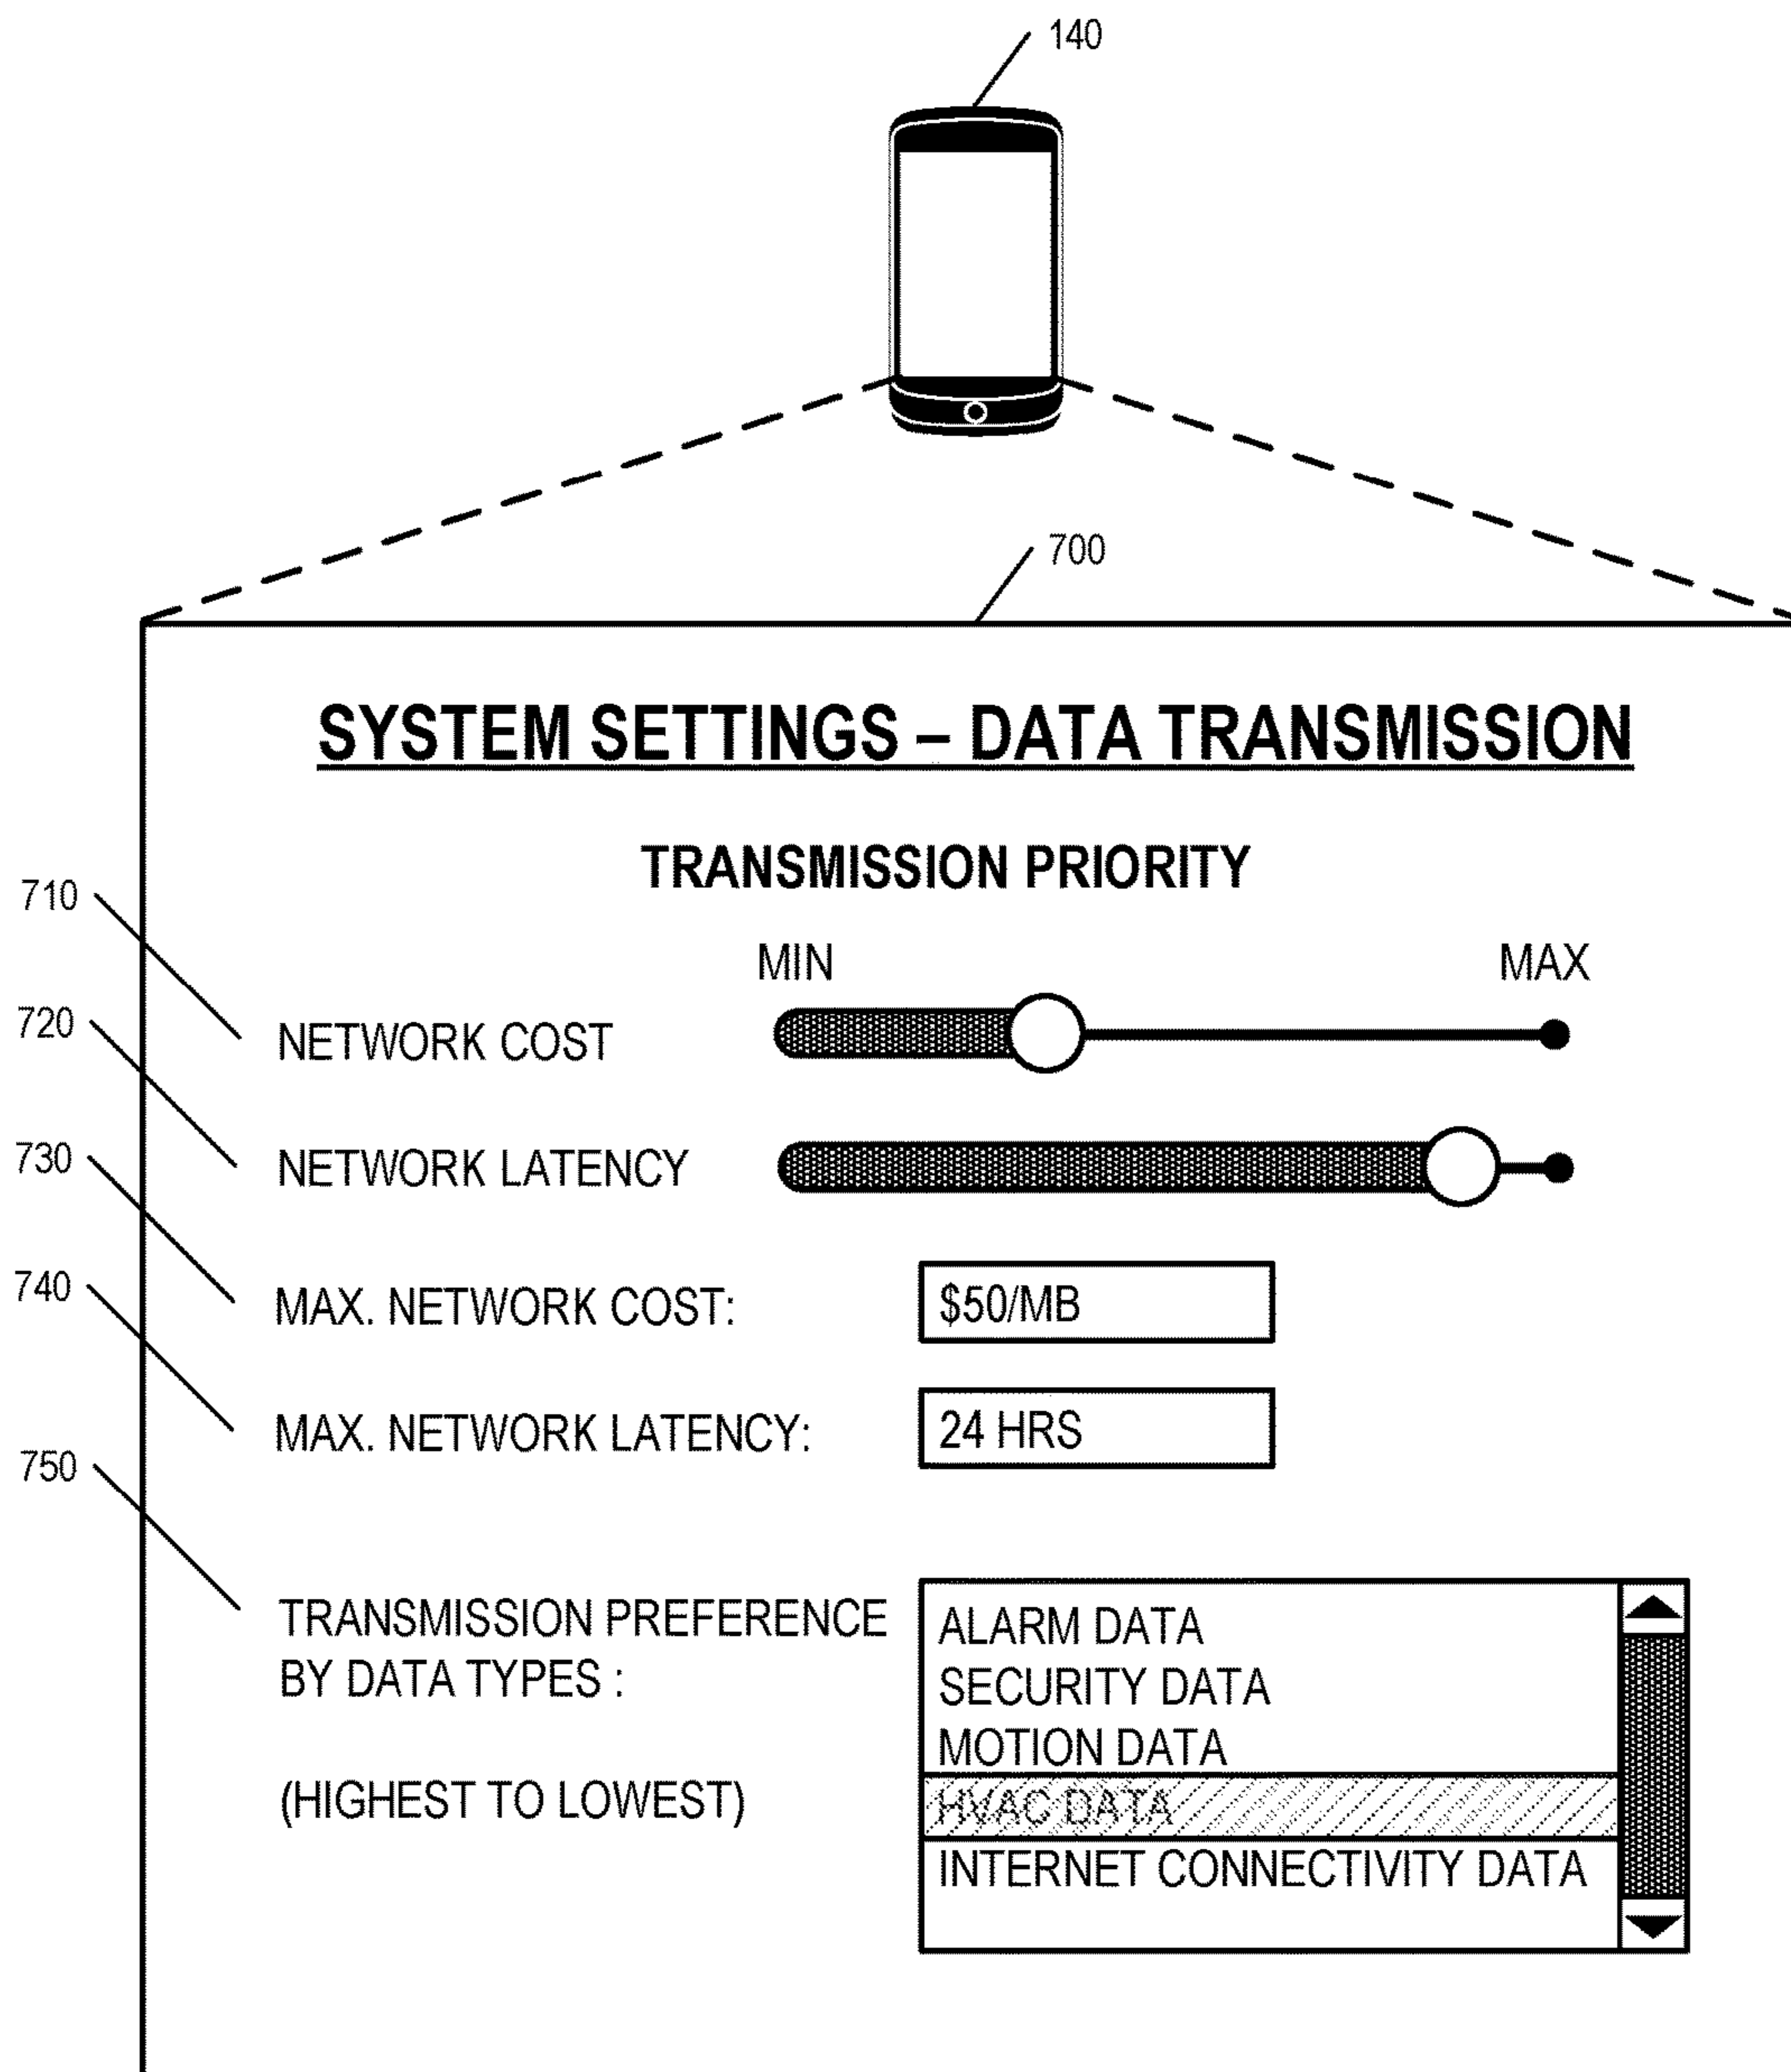 140
700
SYSTEM SETTINGS – DATA TRANSMISSION
TRANSMISSION PRIORITY
710
MIN MAX
720
NETWORK COST
730
NETWORK LATENCY
740
MAX. NETWORK COST: $50/MB
750
MAX. NETWORK LATENCY: 24 HRS
TRANSMISSION PREFERENCE
BY DATA TYPES :
(HIGHEST TO LOWEST)
ALARM DATA
SECURITY DATA
MOTION DATA
HVAC DATA
INTERNET CONNECTIVITY DATA